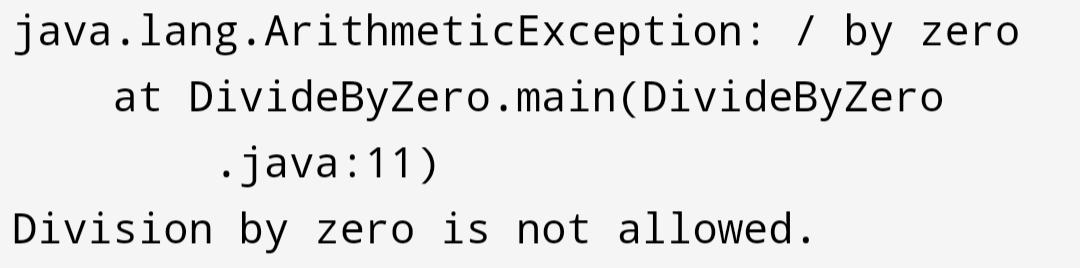 java.lang.ArithmeticException: / by zero
at DivideByZero.main(DivideByZero
.java:11)
Division by zero is not allowed.